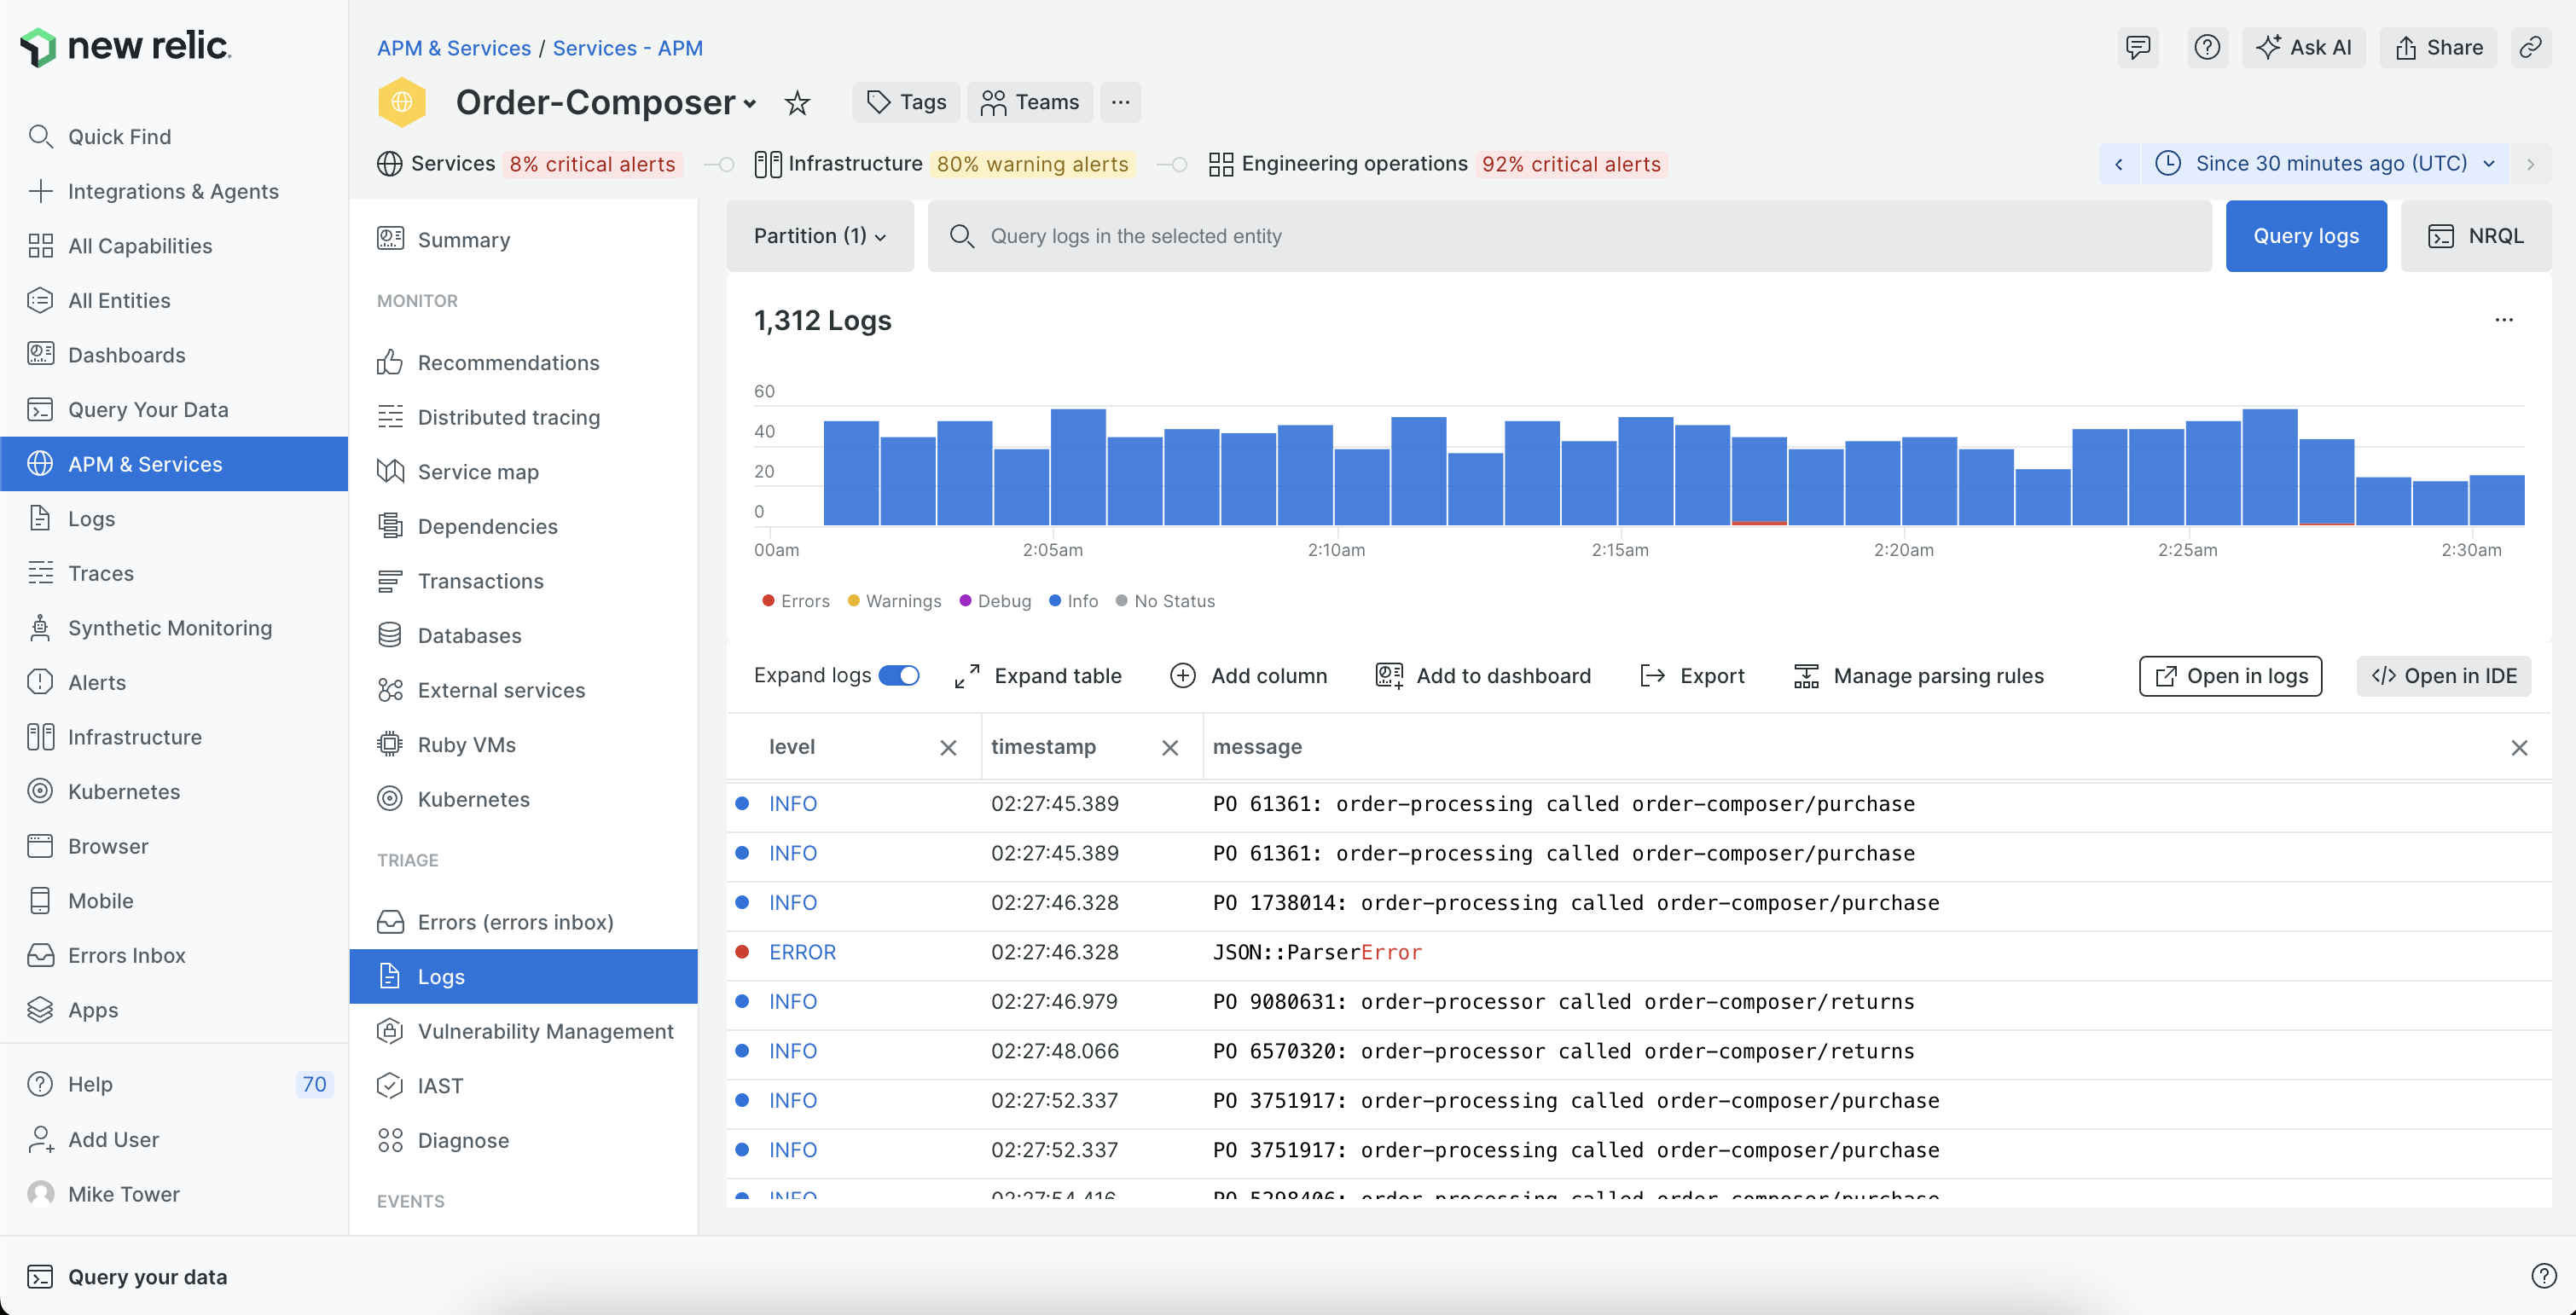 new relic
Quick Find
Integrations & Agents
All Capabilities
All Entities
Dashboards
Query Your Data
APM & Services
Logs
Traces
Synthetic Monitoring
Alerts
Infrastructure
Kubernetes
Browser
Mobile
Errors Inbox
Apps
Help 70
Add User
Mike Tower
APM & Services / Services - APM
Ask AI Share
Order-Composer Tags Teams
Services 8% critical alerts Infrastructure 80% warning alerts Engineering operations 92% critical alerts
Since 30 minutes ago (UTC)
Summary
MONITOR
Recommendations
Distributed tracing
Service map
Dependencies
Transactions
Databases
External services
Ruby VMs
Kubernetes
TRIAGE
Errors (errors inbox)
Logs
Vulnerability Management
IAST
Diagnose
EVENTS
Partition (1) Query logs in the selected entity Query logs NRQL
1,312 Logs
60
40
20
0
00am 2:05am 2:10am 2:15am 2:20am 2:25am 2:30am
Errors Warnings Debug Info No Status
Expand logs Expand table Add column Add to dashboard Export Manage parsing rules Open in logs Open in IDE
level timestamp message
INFO 02:27:45.389 PO 61361: order-processing called order-composer/purchase
INFO 02:27:45.389 PO 61361: order-processing called order-composer/purchase
INFO 02:27:46.328 PO 1738014: order-processing called order-composer/purchase
ERROR 02:27:46.328 JSON::ParserError
INFO 02:27:46.979 PO 9080631: order-processor called order-composer/returns
INFO 02:27:48.066 PO 6570320: order-processor called order-composer/returns
INFO 02:27:52.337 PO 3751917: order-processing called order-composer/purchase
INFO 02:27:52.337 PO 3751917: order-processing called order-composer/purchase
INFO 02:27:54.416 PO 5298406: order-processing called order-composer/purchase
Query your data